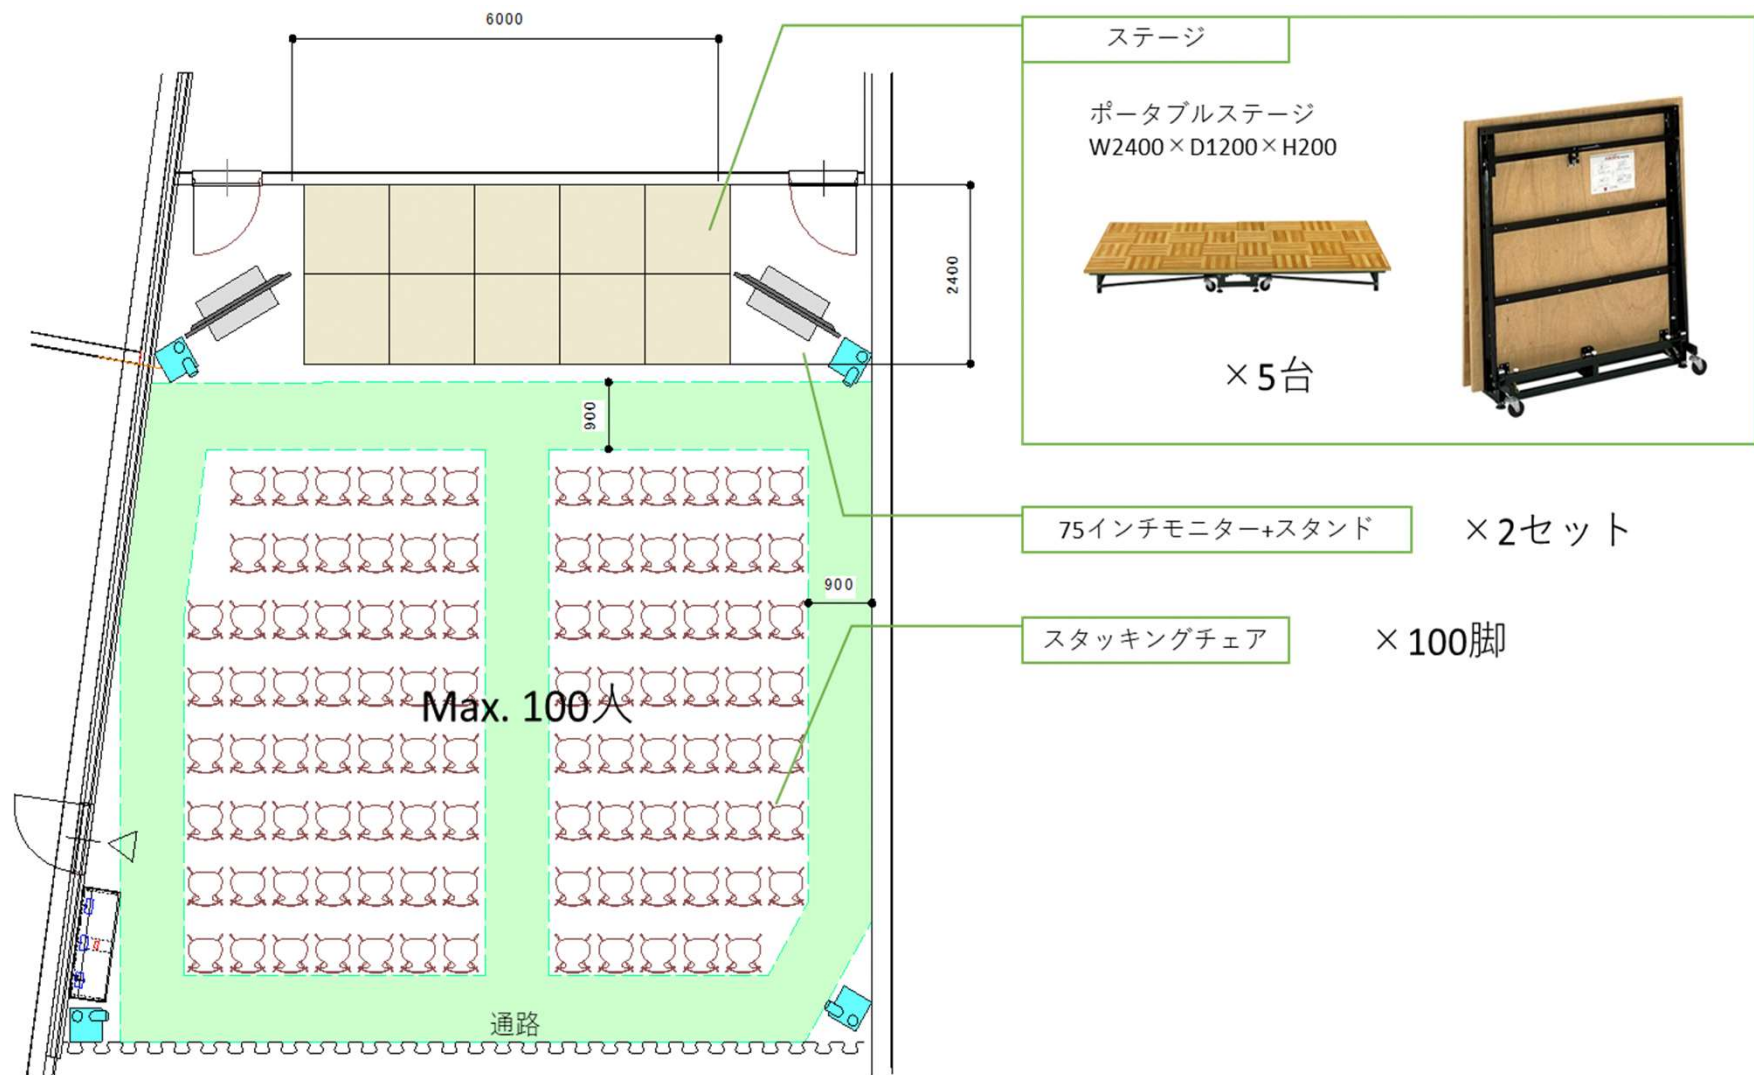 6000
ステージ
ポータブルステージ
W2400×D1200×H200
×5台
2400
900
75インチモニター+スタンド
×2セット
900
スタッキングチェア
×100脚
Max. 100人
通路